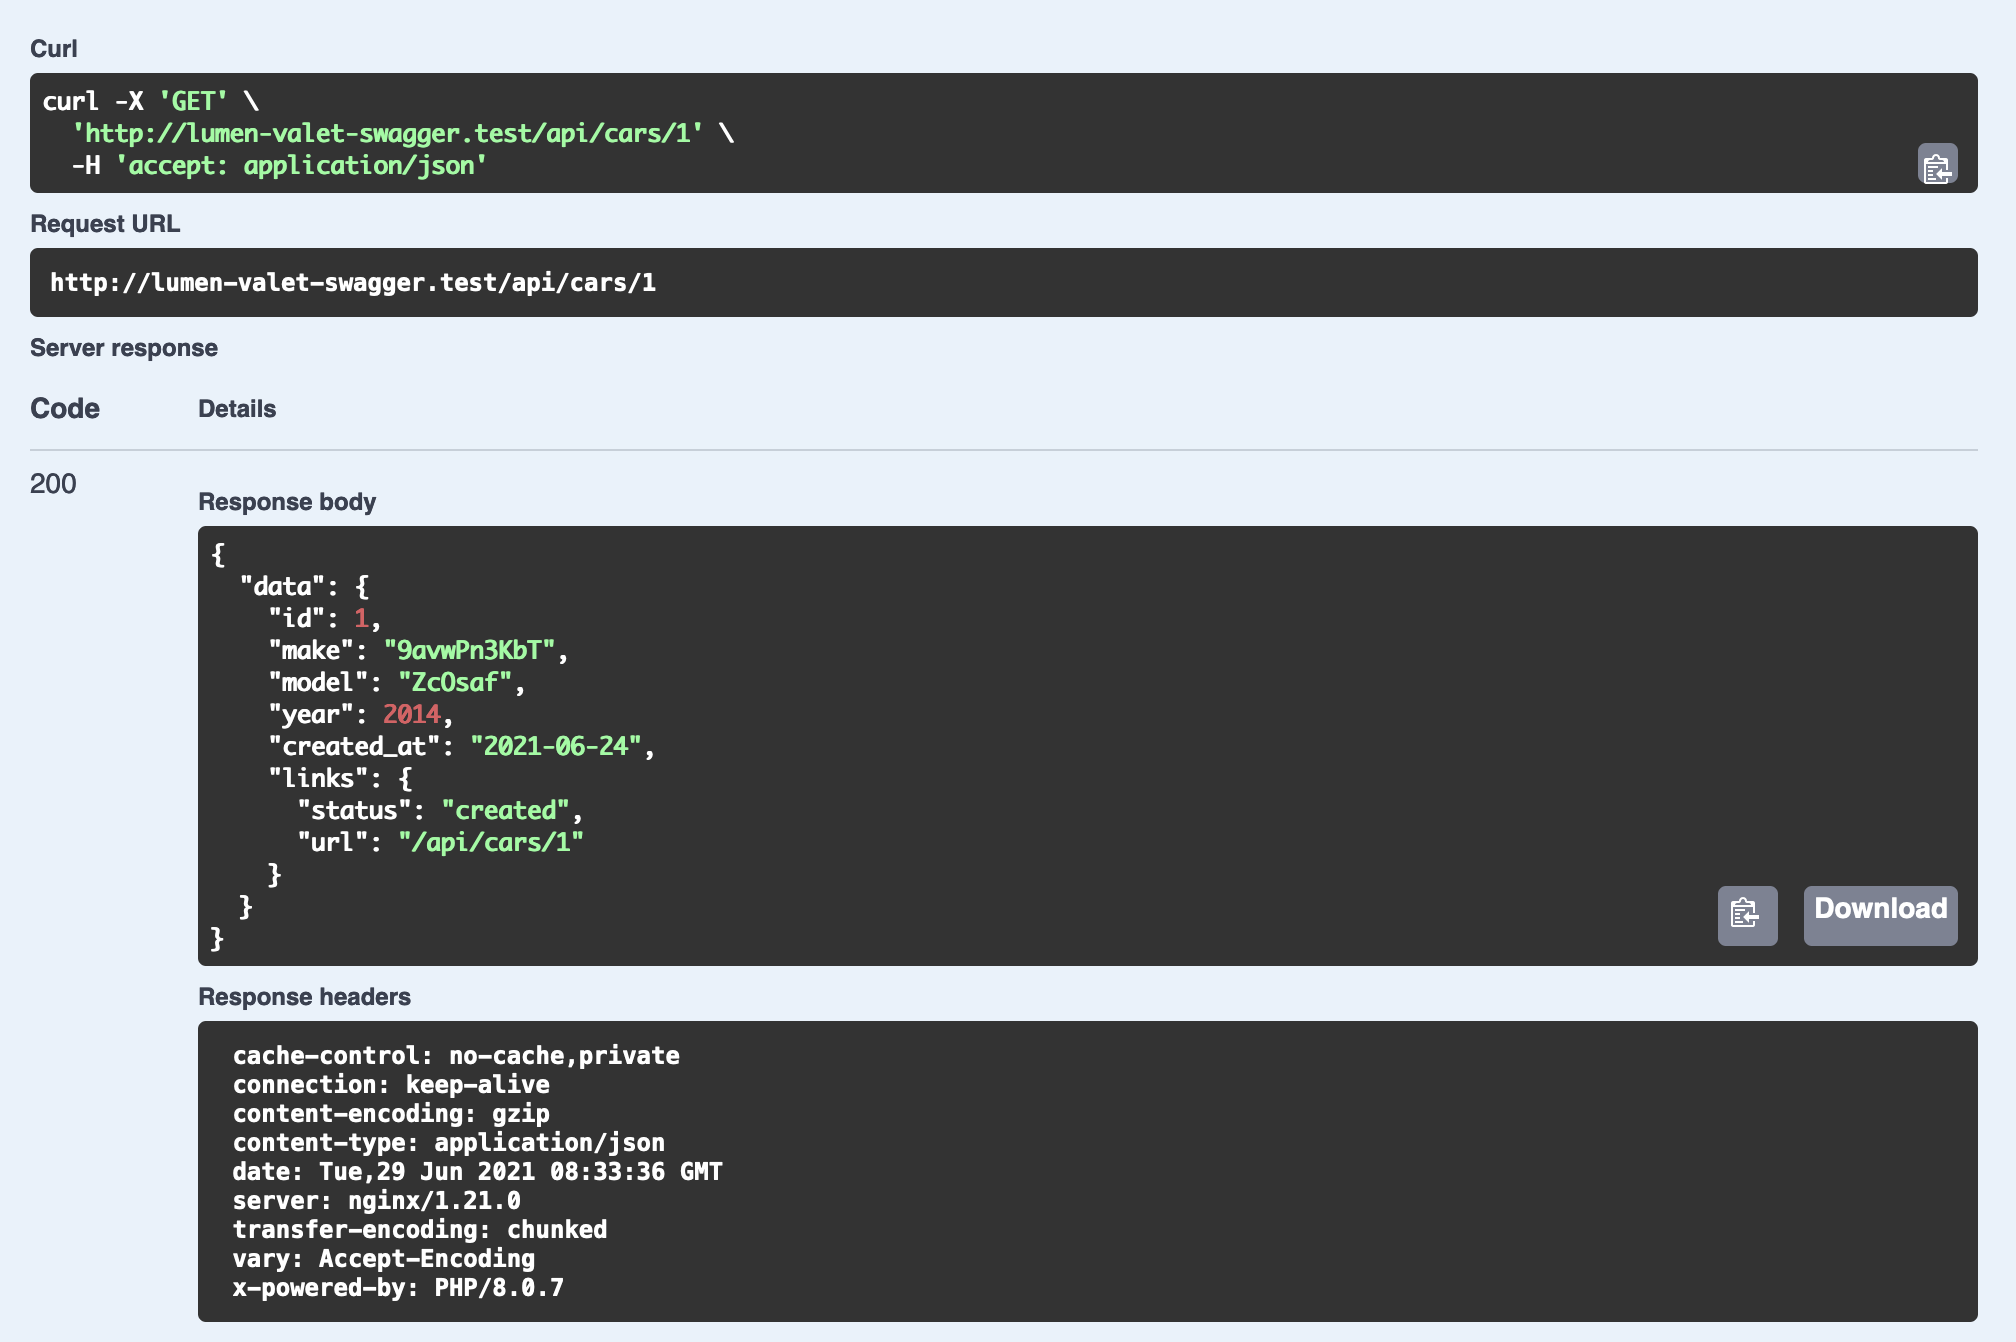 Curl
curl -X 'GET' \
  'http://lumen-valet-swagger.test/api/cars/1' \
  -H 'accept: application/json'
Request URL
http://lumen-valet-swagger.test/api/cars/1
Server response
Code Details
200
Response body
{
  "data": {
    "id": 1,
    "make": "9avwPn3KbT",
    "model": "ZcOsaf",
    "year": 2014,
    "created_at": "2021-06-24",
    "links": {
      "status": "created",
      "url": "/api/cars/1"
    }
  }
}
Download
Response headers
cache-control: no-cache,private
connection: keep-alive
content-encoding: gzip
content-type: application/json
date: Tue,29 Jun 2021 08:33:36 GMT
server: nginx/1.21.0
transfer-encoding: chunked
vary: Accept-Encoding
x-powered-by: PHP/8.0.7